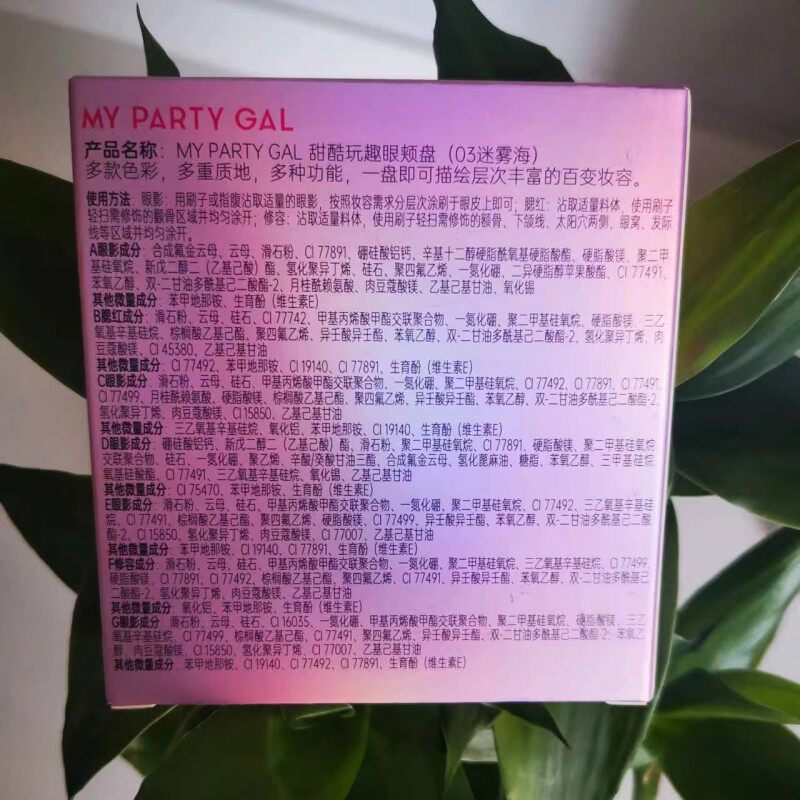 MY PARTY GAL
产品名称：MY PARTY GAL 甜酷玩趣眼颊盘（03迷雾海）
多款色彩，多重质地，多种功能，一盘即可描绘层次丰富的百变妆容。
使用方法：眼影：用刷子或指腹沾取适量的眼影，按照妆容需求分层次涂刷于眼皮上即可；腮红：沾取适量料体，使用刷子
轻扫需修饰的颧骨区域并均匀涂开；修容：沾取适量料体，使用刷子轻扫需修饰的额骨、下颌线、太阳穴两侧、眼窝、发际
线等区域并均匀涂开。
A眼影成分：合成氟金云母、云母、滑石粉、CI 77891、硼硅酸铝钙、辛基十二醇硬脂酰氧基硬脂酸酯、硬脂酸镁、聚二甲
基硅氧烷、新戊二醇二（乙基己酸）酯、氢化聚异丁烯、硅石、聚四氟乙烯、一氮化硼、二异硬脂醇苹果酸酯、CI 77491、
苯氧乙醇、双-二甘油多酰基己二酸酯-2、月桂酰赖氨酸、肉豆蔻酸镁、乙基己基甘油、氧化锡
其他微量成分：苯甲地那铵、生育酚（维生素E）
B腮红成分：滑石粉、云母、硅石、CI 77742、甲基丙烯酸甲酯交联聚合物、一氮化硼、聚二甲基硅氧烷、硬脂酸镁、三乙
氧基辛基硅烷、棕榈酸乙基己酯、聚四氟乙烯、异壬酸异壬酯、苯氧乙醇、双-二甘油多酰基己二酸酯-2、氢化聚异丁烯、肉
豆蔻酸镁、CI 45380、乙基己基甘油
其他微量成分：CI 77492、苯甲地那铵、CI 19140、CI 77891、生育酚（维生素E）
C眼影成分：滑石粉、云母、硅石、甲基丙烯酸甲酯交联聚合物、一氮化硼、聚二甲基硅氧烷、CI 77492、CI 77891、CI 77491、
CI 77499、月桂酰赖氨酸、硬脂酸镁、棕榈酸乙基己酯、聚四氟乙烯、异壬酸异壬酯、苯氧乙醇、双-二甘油多酰基己二酸酯-2、
氢化聚异丁烯、肉豆蔻酸镁、CI 15850、乙基己基甘油
其他微量成分：三乙氧基辛基硅烷、氧化铝、苯甲地那铵、CI 19140、生育酚（维生素E）
D眼影成分：硼硅酸铝钙、新戊二醇二（乙基己酸）酯、滑石粉、聚二甲基硅氧烷、CI 77891、硬脂酸镁、聚二甲基硅氧烷
交联聚合物、硅石、一氮化硼、聚乙烯、辛酸/癸酸甘油三酯、合成氟金云母、氢化蓖麻油、糖脂、苯氧乙醇、三甲基硅烷
氧基硅酸酯、CI 77491、三乙氧基辛基硅烷、氧化锡、乙基己基甘油
其他微量成分：CI 75470、苯甲地那铵、生育酚（维生素E）
E眼影成分：滑石粉、云母、硅石、甲基丙烯酸甲酯交联聚合物、一氮化硼、聚二甲基硅氧烷、CI 77492、三乙氧基辛基硅
烷、CI 77491、棕榈酸乙基己酯、聚四氟乙烯、硬脂酸镁、CI 77499、异壬酸异壬酯、苯氧乙醇、双-二甘油多酰基己二酸
酯-2、CI 15850、氢化聚异丁烯、肉豆蔻酸镁、CI 77007、乙基己基甘油
其他微量成分：苯甲地那铵、CI 19140、CI 77891、生育酚（维生素E）
F修容成分：滑石粉、云母、硅石、甲基丙烯酸甲酯交联聚合物、一氮化硼、聚二甲基硅氧烷、三乙氧基辛基硅烷、CI 77499、
硬脂酸镁、CI 77891、CI 77492、棕榈酸乙基己酯、聚四氟乙烯、CI 77491、异壬酸异壬酯、苯氧乙醇、双-二甘油多酰基己
二酸酯-2、氢化聚异丁烯、肉豆蔻酸镁、乙基己基甘油
其他微量成分：氧化铝、苯甲地那铵、生育酚（维生素E）
G眼影成分：滑石粉、云母、硅石、CI 16035、一氮化硼、甲基丙烯酸甲酯交联聚合物、聚二甲基硅氧烷、硬脂酸镁、三乙
氧基辛基硅烷、CI 77499、棕榈酸乙基己酯、CI 77491、聚四氟乙烯、异壬酸异壬酯、双-二甘油多酰基己二酸酯-2、苯氧乙
醇、肉豆蔻酸镁、CI 15850、氢化聚异丁烯、CI 77007、乙基己基甘油
其他微量成分：苯甲地那铵、CI 19140、CI 77492、CI 77891、生育酚（维生素E）